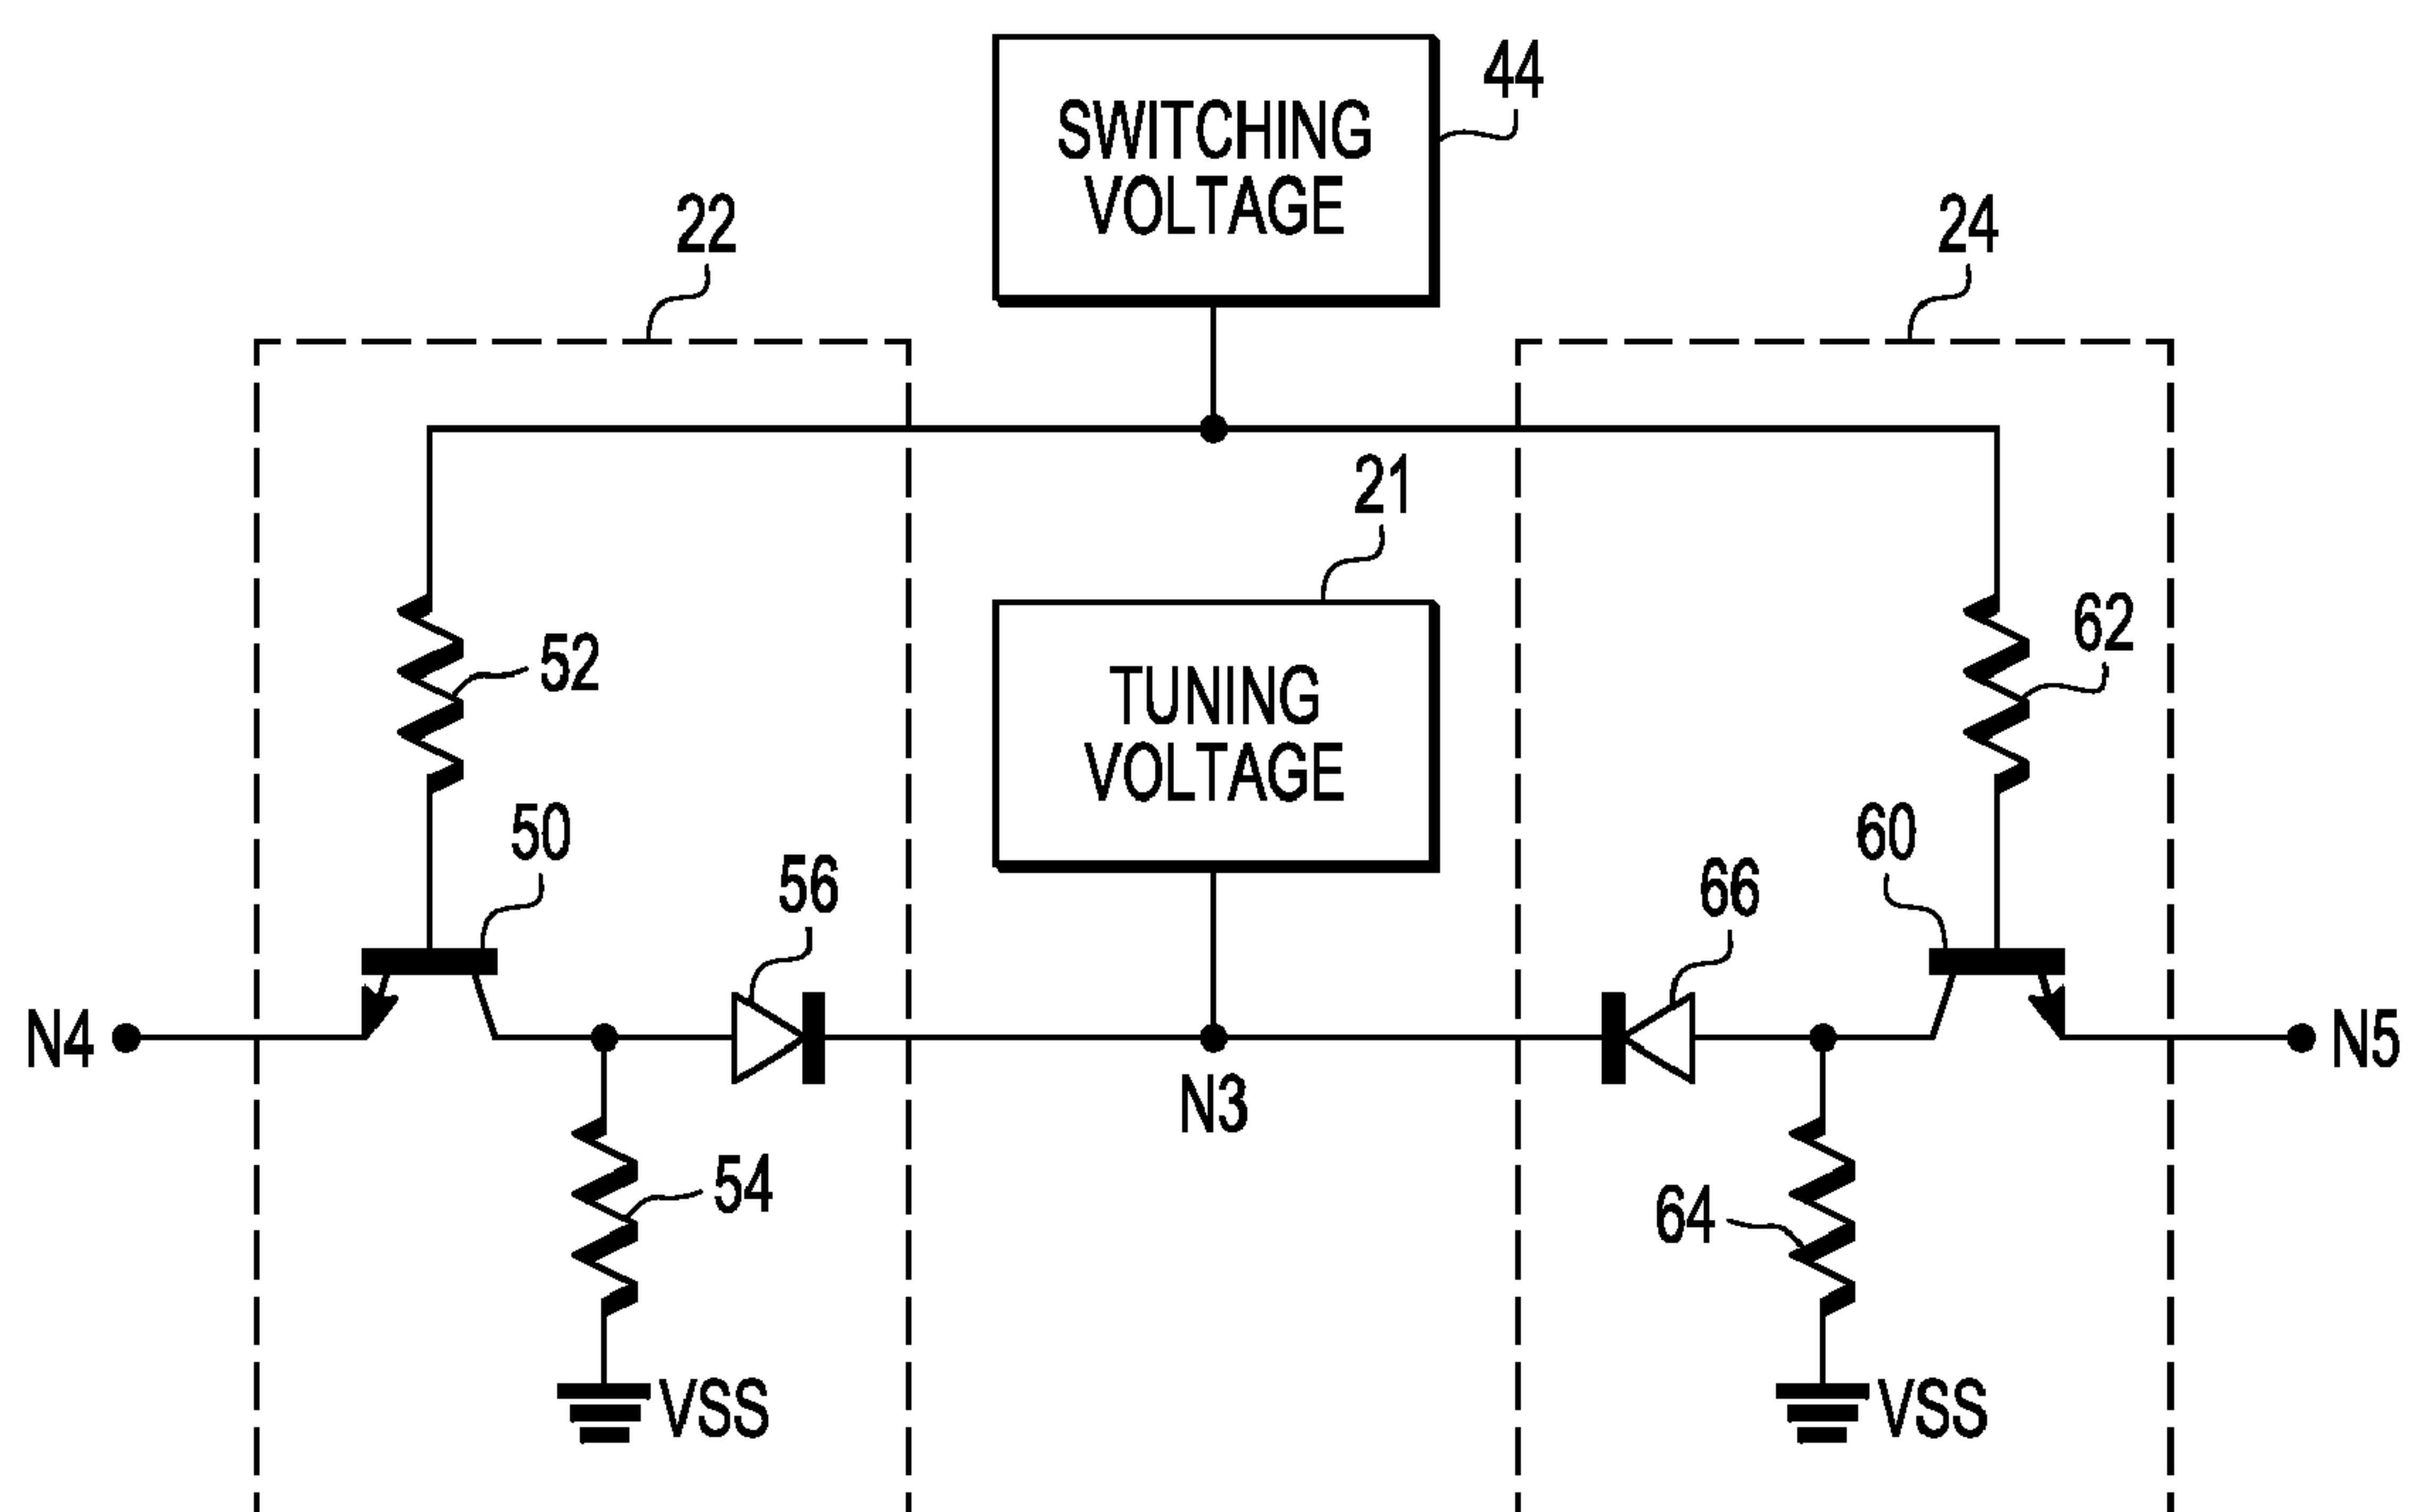 SWITCHING
VOLTAGE
44
22
24
21
TUNING
VOLTAGE
52
62
50
56
66
60
N4
N3
N5
54
64
VSS
VSS